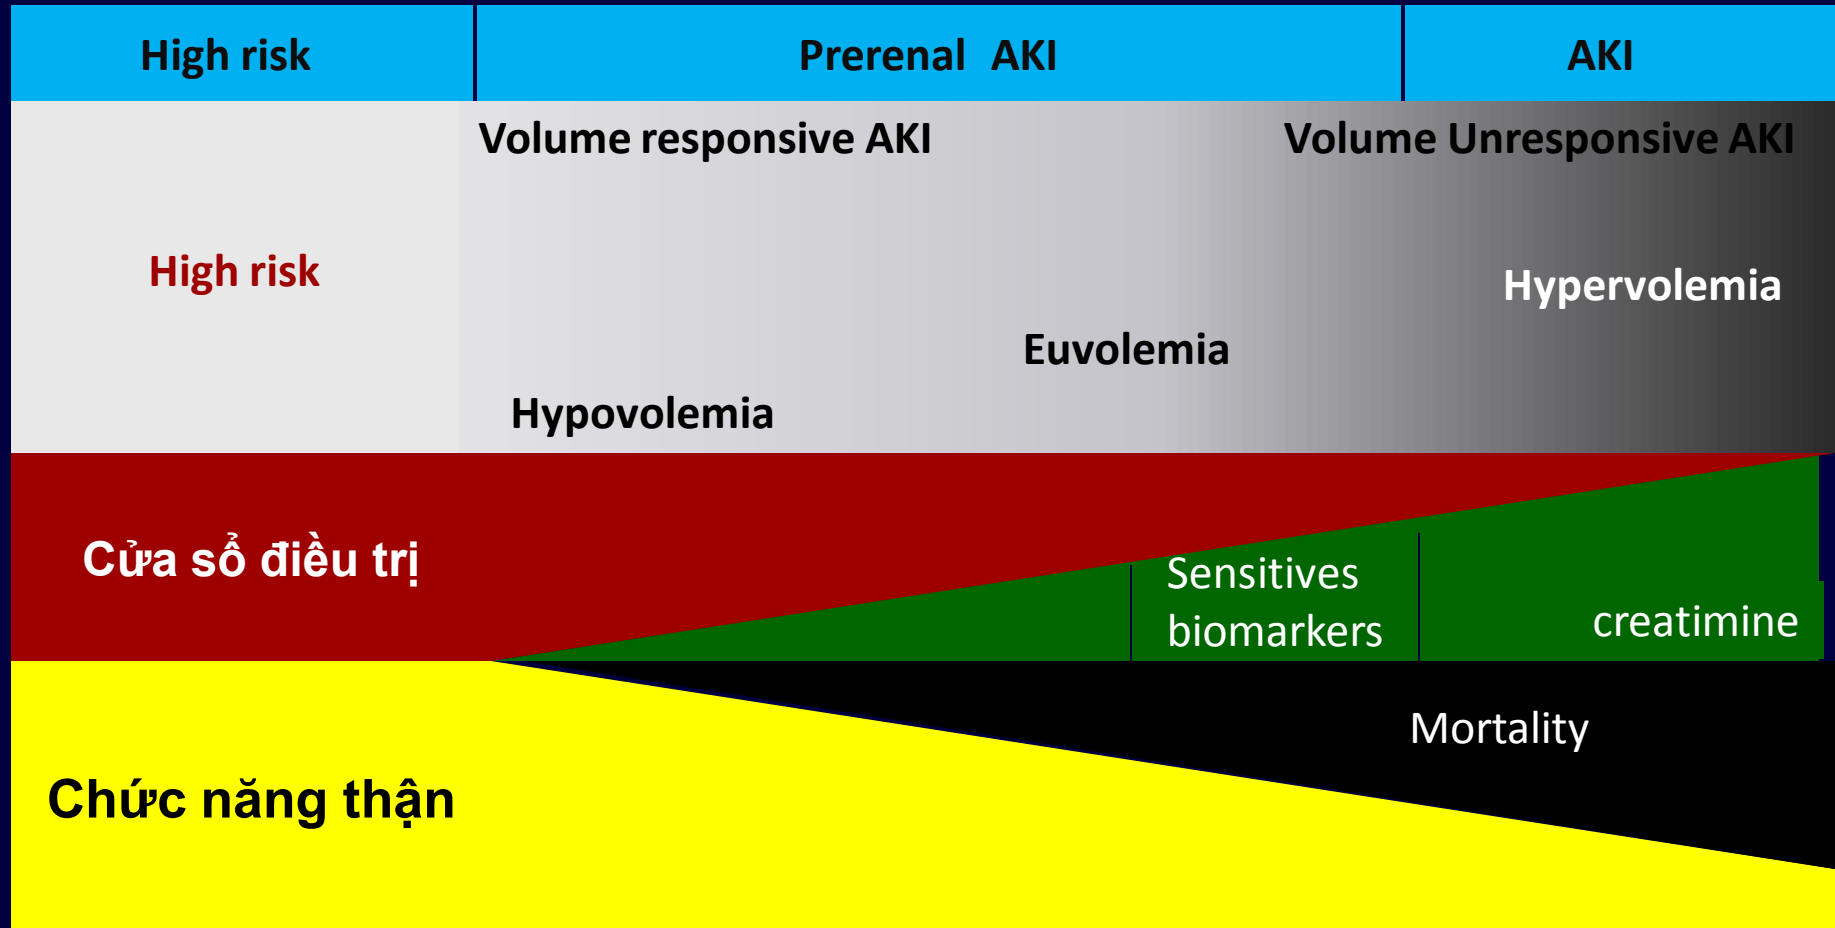 High risk
Prerenal AKI
AKI
Volume responsive AKI
Volume Unresponsive AKI
High risk
Hypervolemia
Euvolemia
Hypovolemia
Cửa sổ điều trị
Sensitives
biomarkers
creatimine
Mortality
Chức năng thận